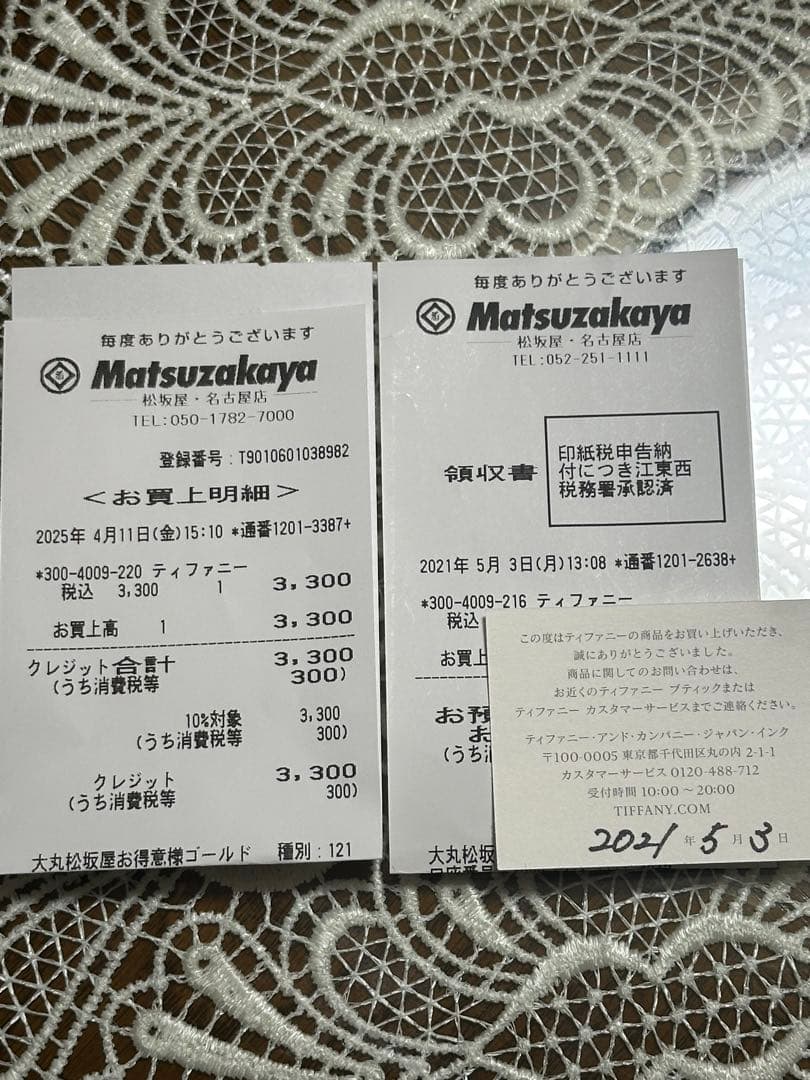 毎度ありがとうございます
Matsuzakaya
松坂屋・名古屋店
TEL:050-1782-7000
登録番号:T9010601038982
<お買上明細>
2025年 4月11日(金)15:10 *通番1201-3387+
*300-4009-220 ティファニー
税込 3,300 1 3,300
お買上高 1 3,300
クレジット合計 3,300
(うち消費税等 300)
10%対象 3,300
(うち消費税等 300)
クレジット 3,300
(うち消費税等 300)
大丸松坂屋お得意様ゴールド 種別:121
毎度ありがとうございます
Matsuzakaya
松坂屋・名古屋店
TEL:052-251-1111
領収書
印紙税申告納
付につき江東西
税務署承認済
2021年 5月 3日(月)13:08 *通番1201-2638+
*300-4009-216 ティファニー
税込
お買上
お預
お
(うち
大丸松坂
この度はティファニーの商品をお買い上げいただき、
誠にありがとうございました。
商品に関してのお問い合わせは、
お近くのティファニー ブティックまたは
ティファニー カスタマーサービスまでご連絡ください。
ティファニー・アンド・カンパニー・ジャパン・インク
〒100-0005 東京都千代田区丸の内 2-1-1
カスタマーサービス 0120-488-712
受付時間 10:00～20:00
TIFFANY.COM
2021年 5月 3日